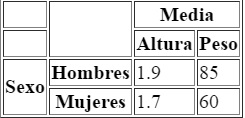 Media
Altura Peso
Sexo Hombres 1.9 85
Mujeres 1.7 60